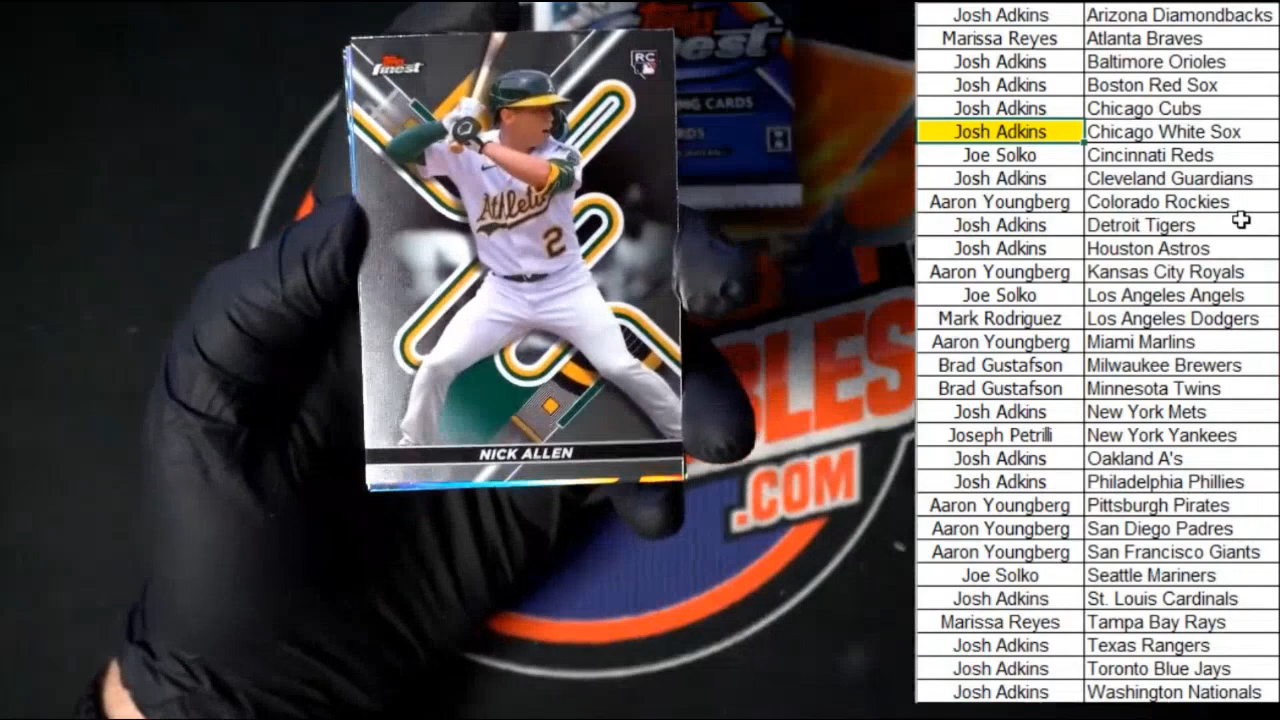 Topps
finest
RC
finest
NG CARDS
RDS
Athletic
2
NICK ALLEN
BLES
.COM
Josh Adkins Arizona Diamondbacks
Marissa Reyes Atlanta Braves
Josh Adkins Baltimore Orioles
Josh Adkins Boston Red Sox
Josh Adkins Chicago Cubs
Josh Adkins Chicago White Sox
Joe Solko Cincinnati Reds
Josh Adkins Cleveland Guardians
Aaron Youngberg Colorado Rockies
Josh Adkins Detroit Tigers
Josh Adkins Houston Astros
Aaron Youngberg Kansas City Royals
Joe Solko Los Angeles Angels
Mark Rodriguez Los Angeles Dodgers
Aaron Youngberg Miami Marlins
Brad Gustafson Milwaukee Brewers
Brad Gustafson Minnesota Twins
Josh Adkins New York Mets
Joseph Petrilli New York Yankees
Josh Adkins Oakland A's
Josh Adkins Philadelphia Phillies
Aaron Youngberg Pittsburgh Pirates
Aaron Youngberg San Diego Padres
Aaron Youngberg San Francisco Giants
Joe Solko Seattle Mariners
Josh Adkins St. Louis Cardinals
Marissa Reyes Tampa Bay Rays
Josh Adkins Texas Rangers
Josh Adkins Toronto Blue Jays
Josh Adkins Washington Nationals